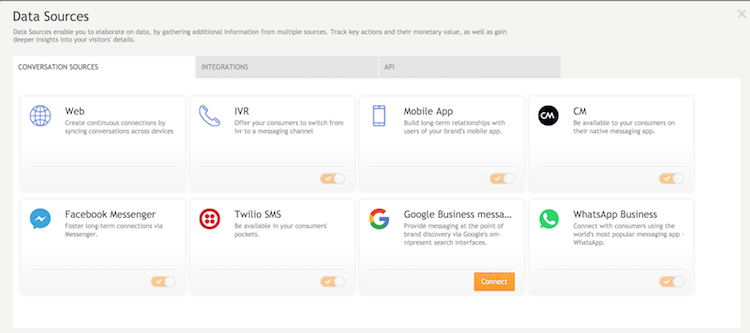 Data Sources
Data Sources enable you to elaborate on data, by gathering additional information from multiple sources. Track key actions and their monetary value, as well as gain
deeper insights into your visitors' details.
CONVERSATION SOURCES
INTEGRATIONS
API
Web
Create continuous connections by
syncing conversations across devices
IVR
Offer your consumers to switch from
ivr to a messaging channel
Mobile App
Build long-term relationships with
users of your brand's mobile app.
CM
CM
Be available to your consumers on
their native messaging app.
Facebook Messenger
Foster long-term connections via
Messenger.
Twilio SMS
Be available in your consumers'
pockets.
Google Business messa...
Provide messaging at the point of
brand discovery via Google's om-
nipresent search interfaces.
Connect
WhatsApp Business
Connect with consumers using the
world's most popular messaging app -
WhatsApp.